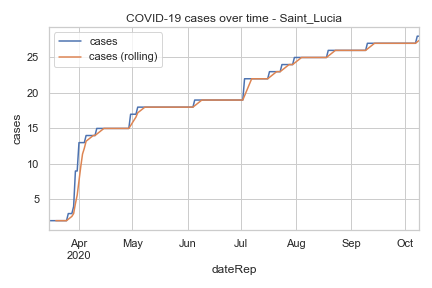 COVID-19 cases over time - Saint_Lucia
cases
cases (rolling)
25
20
15
10
5
cases
Apr
2020
May
Jun
Jul
Aug
Sep
Oct
dateRep